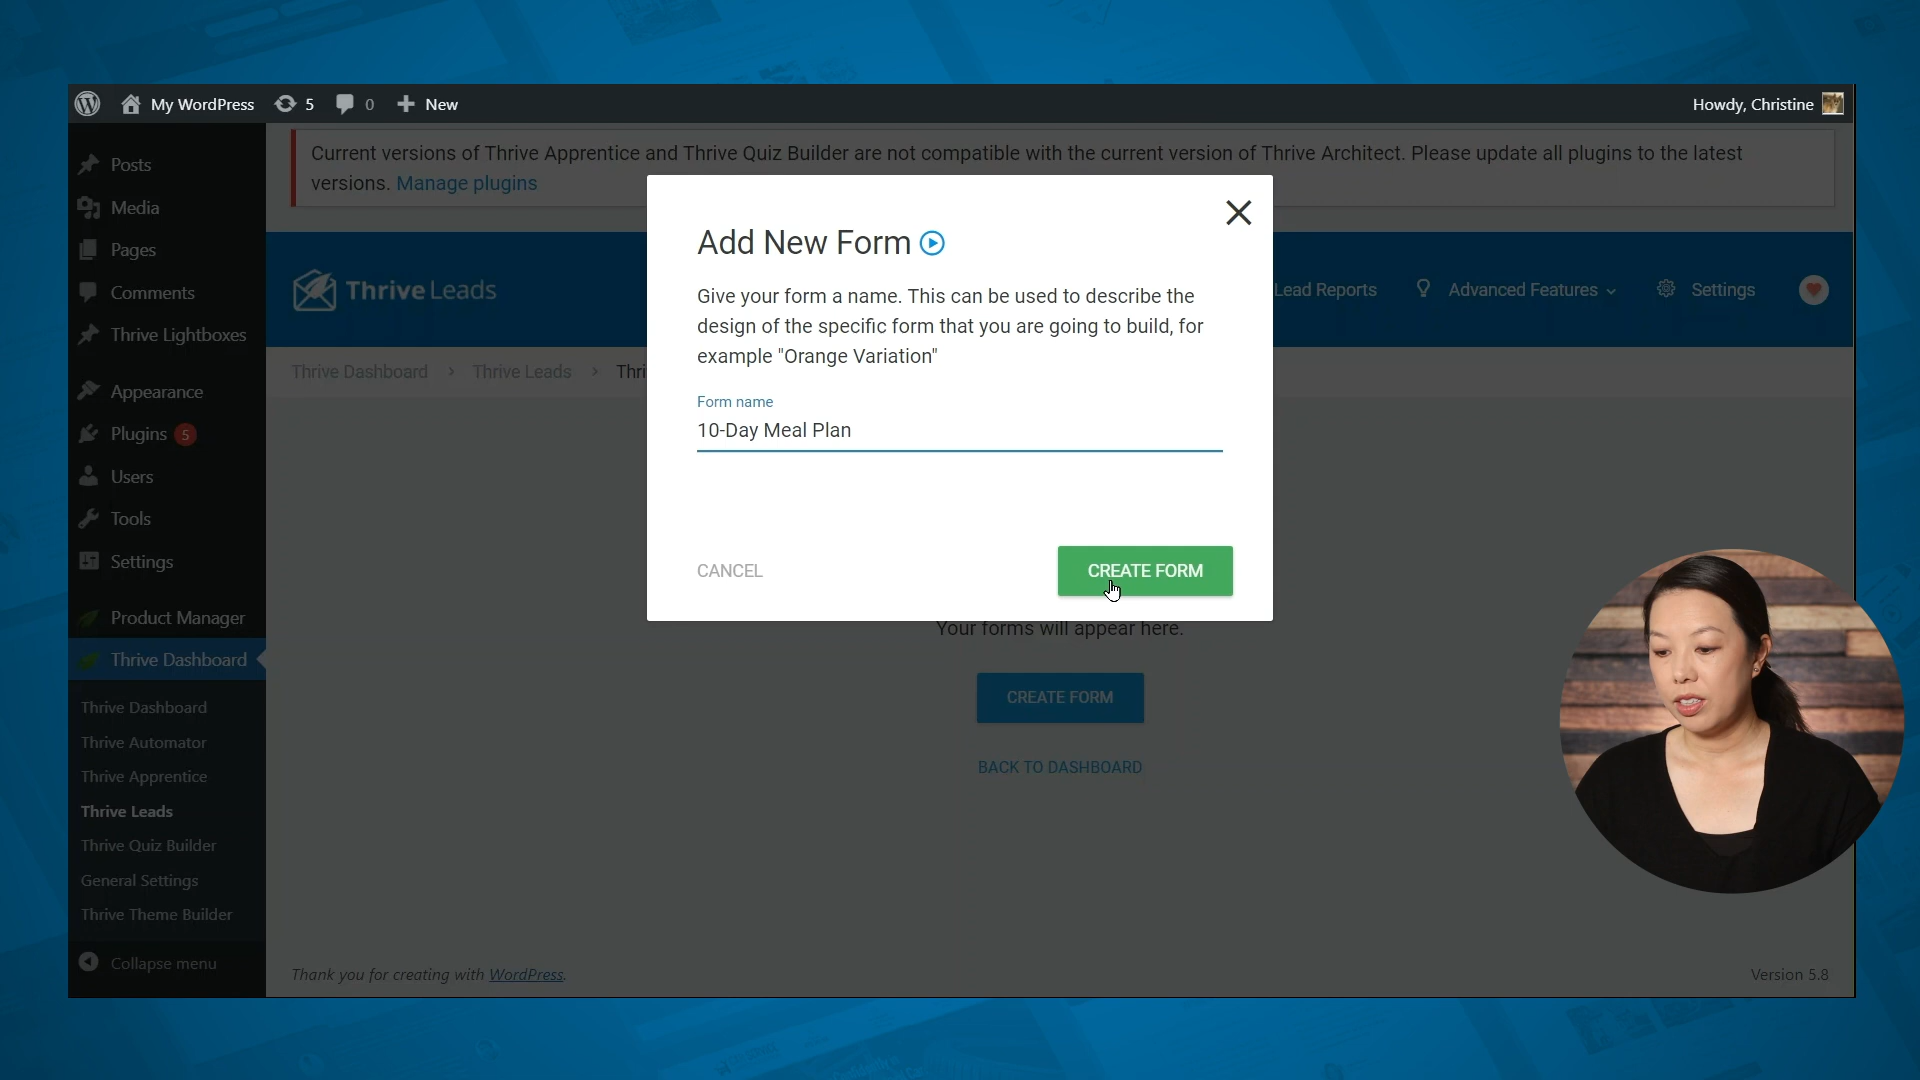 My WordPress 5 0 New Howdy, Christine
Posts
Media
Pages
Comments
Thrive Lightboxes
Appearance
Plugins 5
Users
Tools
Settings
Product Manager
Thrive Dashboard
Thrive Dashboard
Thrive Automator
Thrive Apprentice
Thrive Leads
Thrive Quiz Builder
General Settings
Thrive Theme Builder
Collapse menu
Current versions of Thrive Apprentice and Thrive Quiz Builder are not compatible with the current version of Thrive Architect. Please update all plugins to the latest
versions. Manage plugins
Thrive Leads
Lead Reports Advanced Features Settings
Thrive Dashboard > Thrive Leads > Thri
Add New Form
Give your form a name. This can be used to describe the
design of the specific form that you are going to build, for
example "Orange Variation"
Form name
10-Day Meal Plan
CANCEL CREATE FORM
Your forms will appear here.
CREATE FORM
BACK TO DASHBOARD
Thank you for creating with WordPress.
Version 5.8